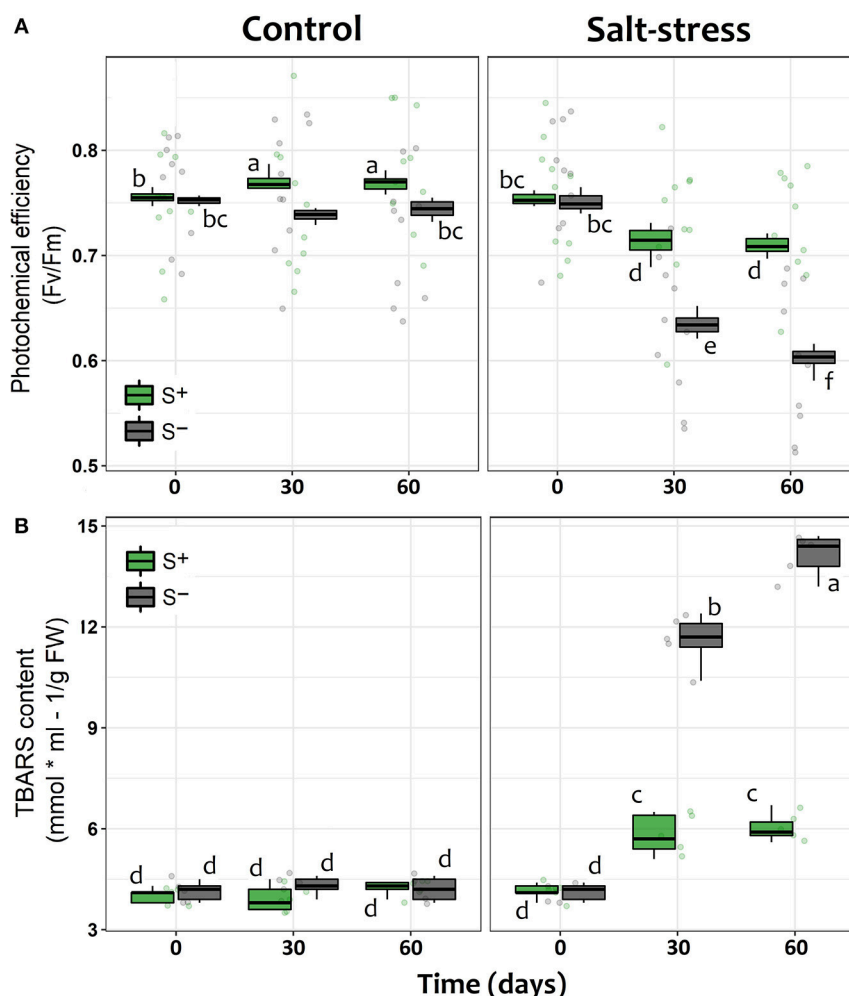 A
Control
Salt-stress
Photochemical efficiency
(Fv/Fm)
0.8
0.7
0.6
0.5
b
bc
a
a
bc
bc
bc
d
e
d
f
S+
S−
0
30
60
0
30
60
B
TBARS content
(mmol * ml - 1/g FW)
15
12
9
6
3
S+
S−
d
d
d
d
d
d
d
d
c
b
c
a
0
30
60
0
30
60
Time (days)